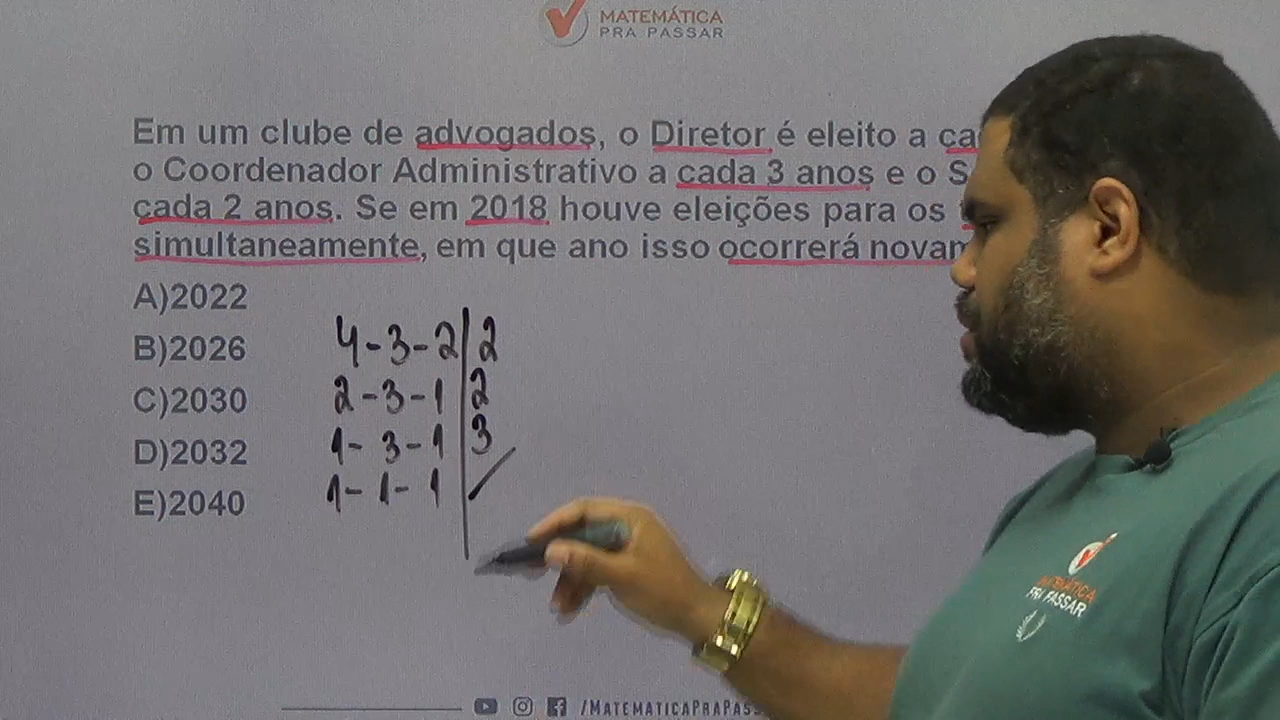 MATEMÁTICA
PRA PASSAR
Em um clube de advogados, o Diretor é eleito a
o Coordenador Administrativo a cada 3 anos e o
cada 2 anos. Se em 2018 houve eleições para os
simultaneamente, em que ano isso ocorrerá
A)2022
B)2026
C)2030
D)2032
E)2040
4-3-2 2
2-3-1 2
1-3-1 3
1-1-1
MATEMÁTICA
PRA PASSAR